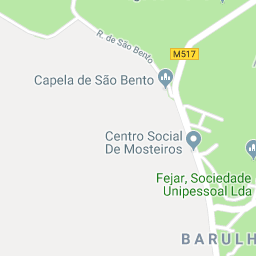 R. de São Bento
M517
Capela de São Bento
Centro Social
De Mosteiros
Fejar, Sociedade
Unipessoal Lda
BARULH